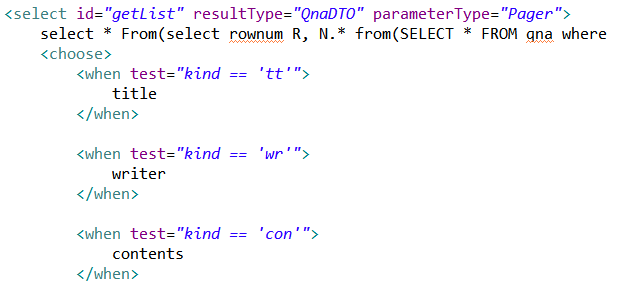 <select id="getList" resultType="QnaDTO" parameterType="Pager">
select * From(select rownum R, N.* from(SELECT * FROM qna where
<choose>
<when test="kind == 'tt'">
title
</when>
<when test="kind == 'wr'">
writer
</when>
<when test="kind == 'con'">
contents
</when>